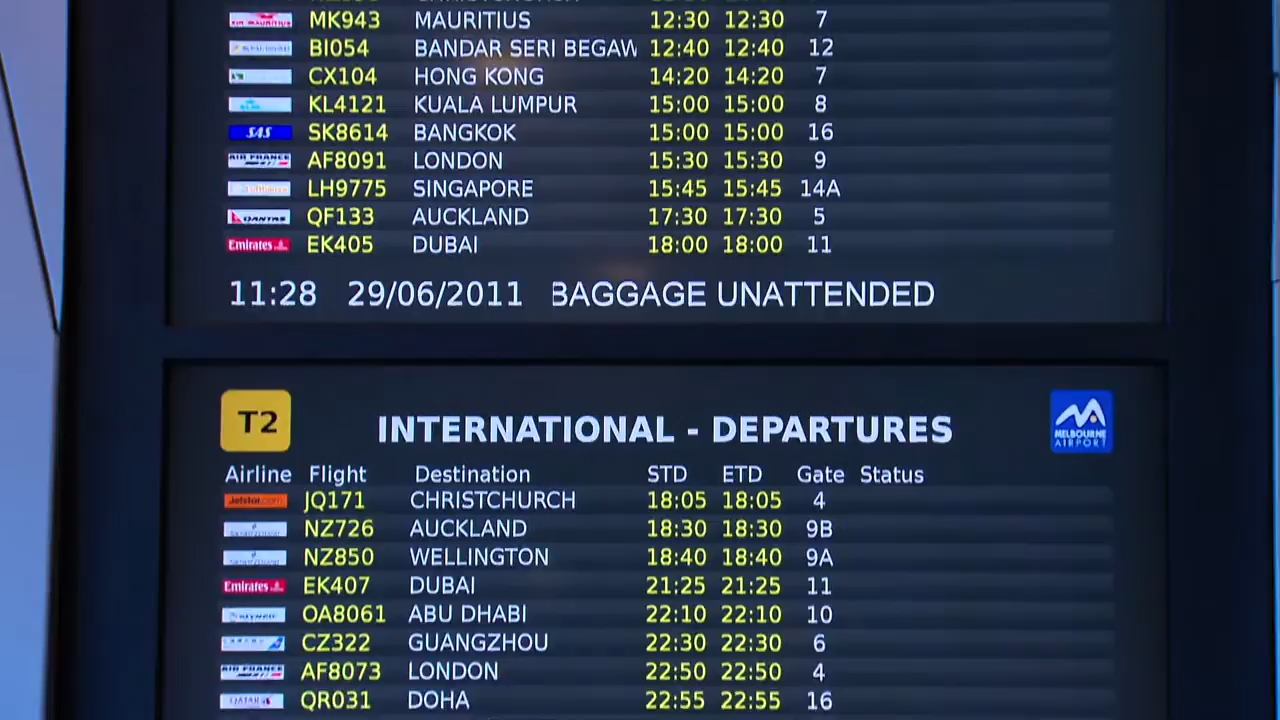 MK943 MAURITIUS 12:30 12:30 7
BI054 BANDAR SERI BEGAW 12:40 12:40 12
CX104 HONG KONG 14:20 14:20 7
KL4121 KUALA LUMPUR 15:00 15:00 8
SAS SK8614 BANGKOK 15:00 15:00 16
AIR FRANCE AF8091 LONDON 15:30 15:30 9
Lufthansa LH9775 SINGAPORE 15:45 15:45 14A
QANTAS QF133 AUCKLAND 17:30 17:30 5
Emirates EK405 DUBAI 18:00 18:00 11
11:28 29/06/2011 BAGGAGE UNATTENDED
T2 INTERNATIONAL - DEPARTURES MELBOURNE AIRPORT
Airline Flight Destination STD ETD Gate Status
Jetstar.com JQ171 CHRISTCHURCH 18:05 18:05 4
NZ726 AUCKLAND 18:30 18:30 9B
NZ850 WELLINGTON 18:40 18:40 9A
Emirates EK407 DUBAI 21:25 21:25 11
OA8061 ABU DHABI 22:10 22:10 10
CZ322 GUANGZHOU 22:30 22:30 6
AIR FRANCE AF8073 LONDON 22:50 22:50 4
QATAR QR031 DOHA 22:55 22:55 16